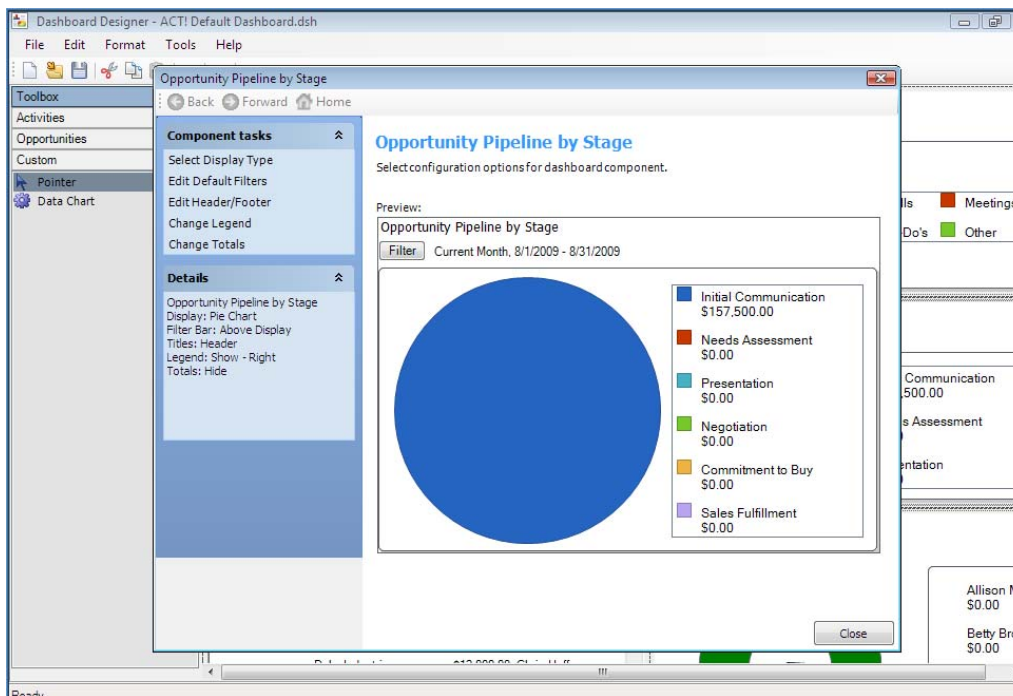 Dashboard Designer - ACT! Default Dashboard.dsh
File Edit Format Tools Help
Toolbox
Activities
Opportunities
Custom
Pointer
Data Chart
Opportunity Pipeline by Stage
Back Forward Home
Component tasks
Select Display Type
Edit Default Filters
Edit Header/Footer
Change Legend
Change Totals
Details
Opportunity Pipeline by Stage
Display: Pie Chart
Filter Bar: Above Display
Titles: Header
Legend: Show - Right
Totals: Hide
Opportunity Pipeline by Stage
Select configuration options for dashboard component.
Preview:
Opportunity Pipeline by Stage
Filter Current Month, 8/1/2009 - 8/31/2009
Initial Communication
$157,500.00
Needs Assessment
$0.00
Presentation
$0.00
Negotiation
$0.00
Commitment to Buy
$0.00
Sales Fulfillment
$0.00
Close
lls Meetings
-Do's Other
Communication
,500.00
s Assessment
entation
Allison M
$0.00
Betty Bro
$0.00
Ready